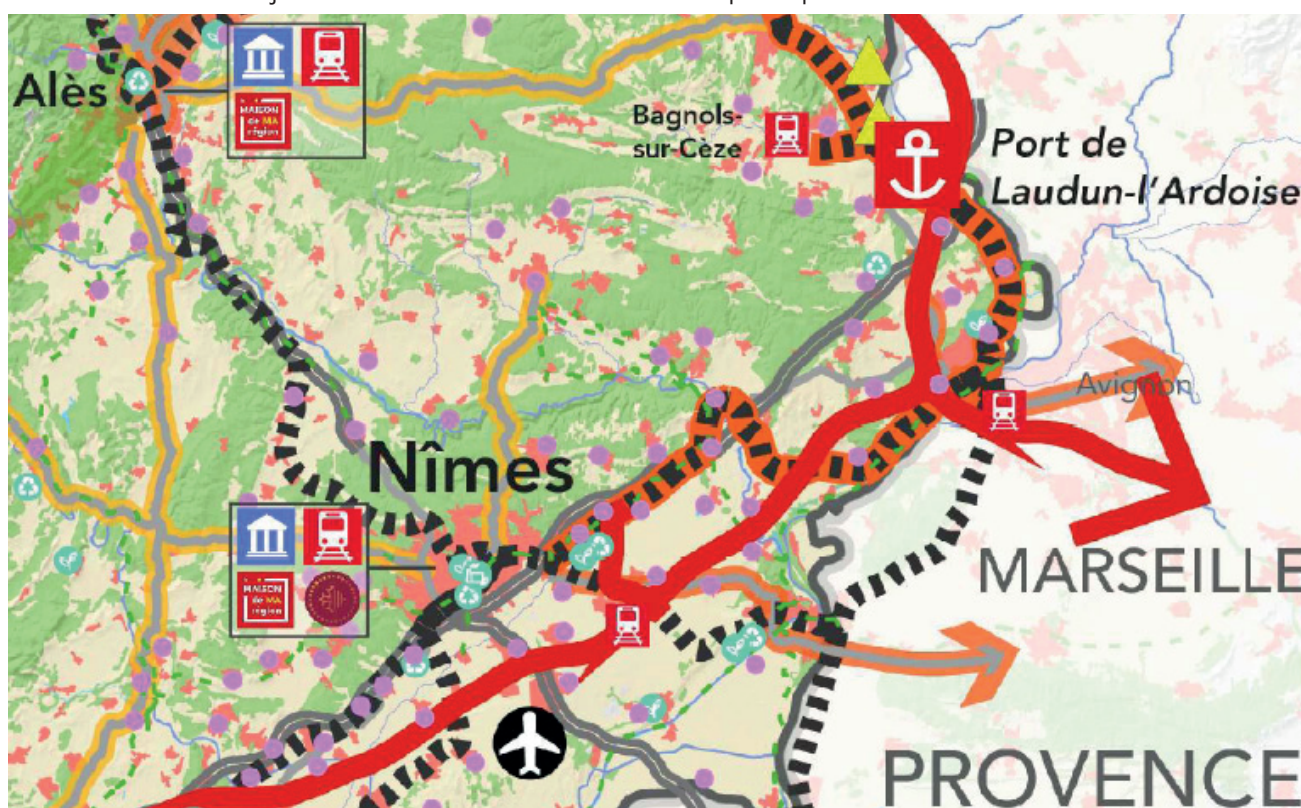 Alès
MAISON
de MA
région
Bagnols-
sur-Cèze
Port de
Laudun-l'Ardoise
Avignon
Nîmes
MAISON
de MA
région
MARSEILLE
PROVENCE